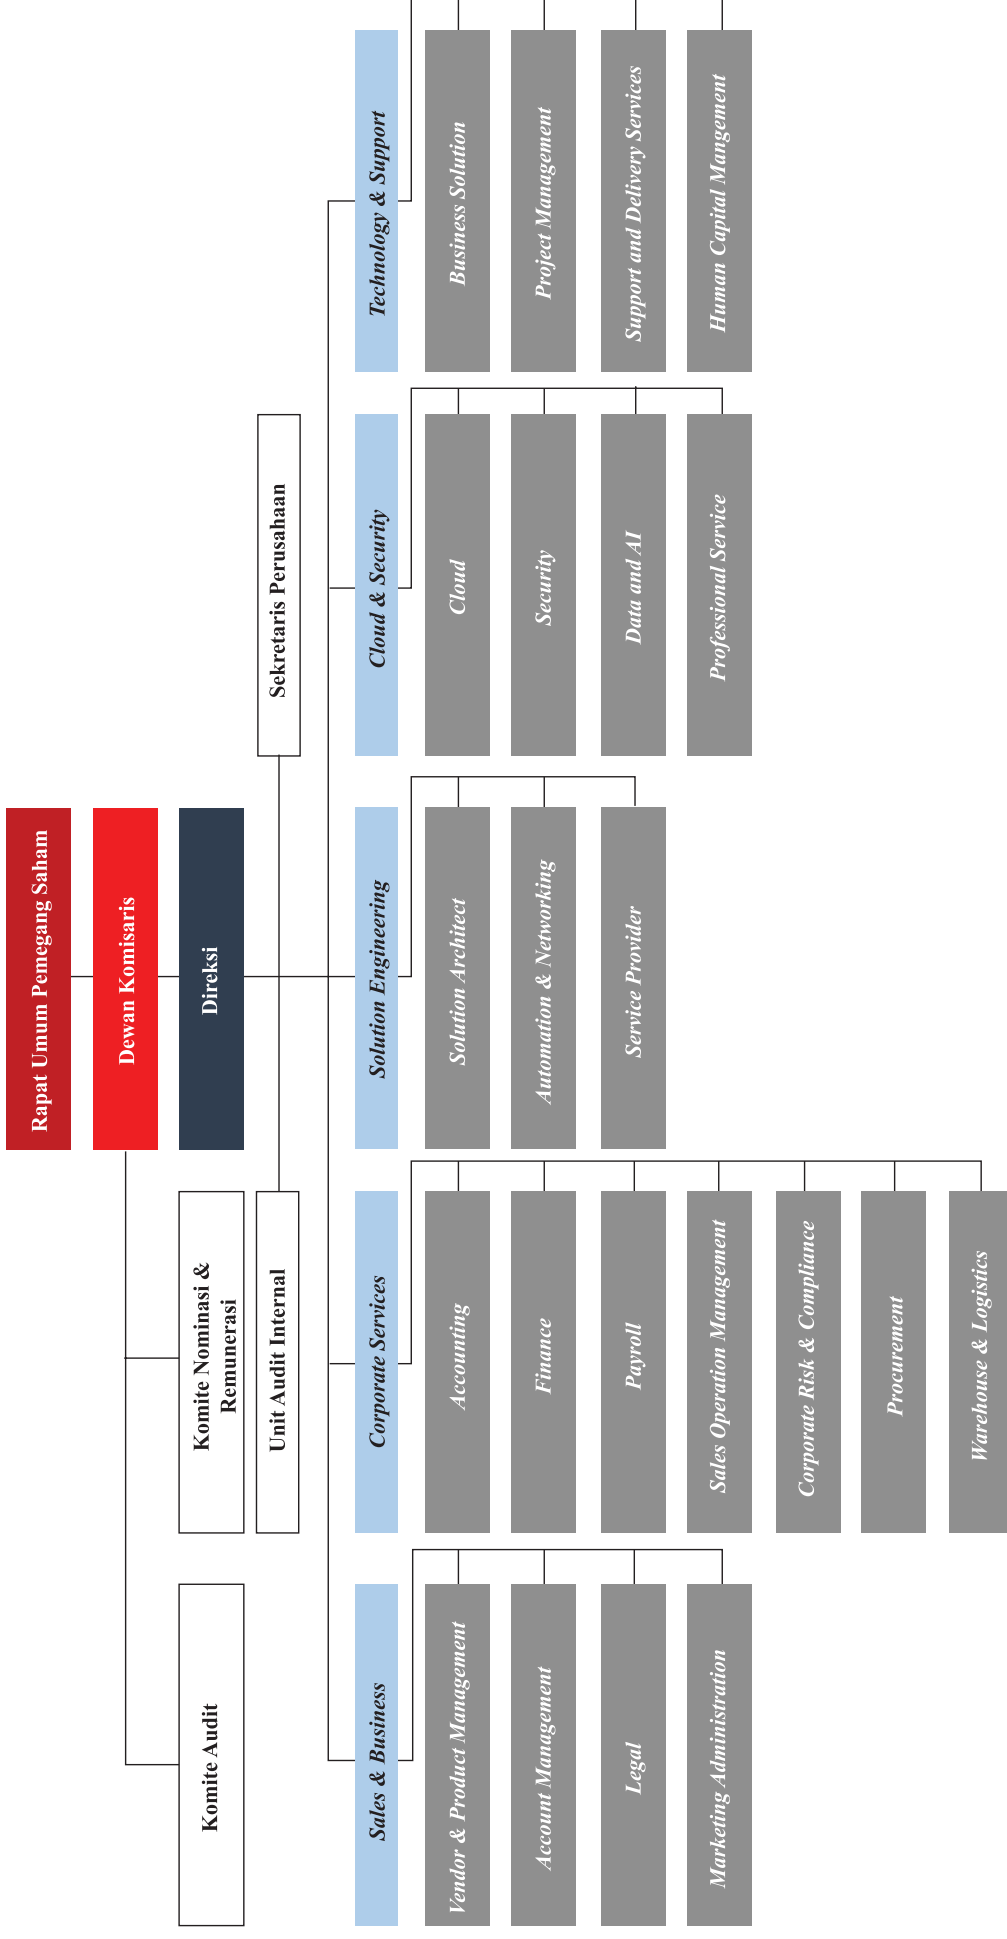 Rapat Umum Pemegang Saham
Dewan Komisaris
Direksi
Komite Audit
Komite Nominasi &
Remunerasi
Unit Audit Internal
Sekretaris Perusahaan
Sales & Business
Vendor & Product Management
Account Management
Legal
Marketing Administration
Corporate Services
Accounting
Finance
Payroll
Sales Operation Management
Corporate Risk & Compliance
Procurement
Warehouse & Logistics
Solution Engineering
Solution Architect
Automation & Networking
Service Provider
Cloud & Security
Cloud
Security
Data and AI
Professional Service
Technology & Support
Business Solution
Project Management
Support and Delivery Services
Human Capital Mangement